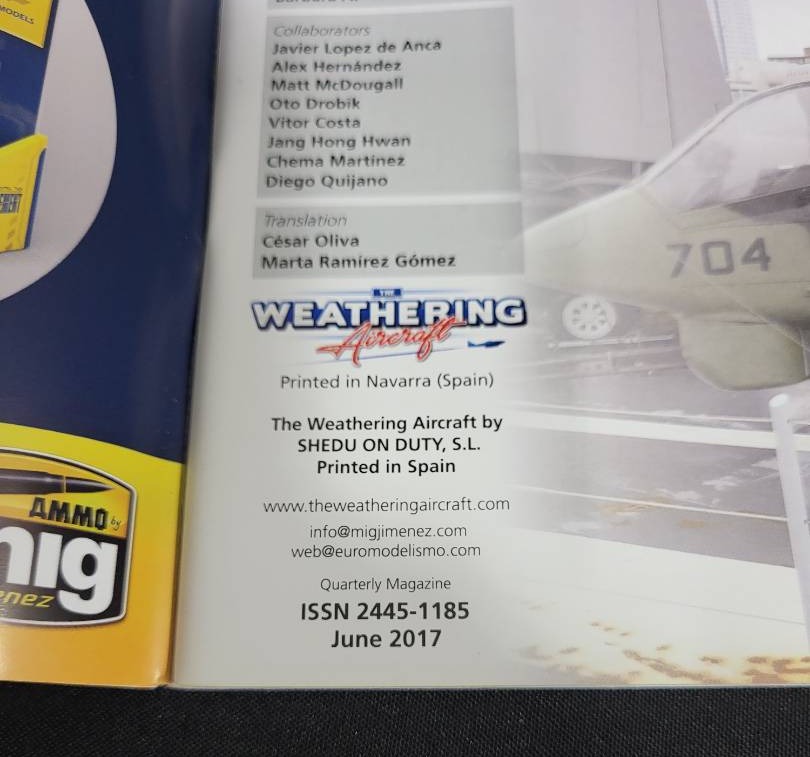 ODELS
Collaborators
Javier Lopez de Anca
Alex Hernández
Matt McDougall
Oto Drobik
Vitor Costa
Jang Hong Hwan
Chema Martínez
Diego Quijano
Translation
César Oliva
Marta Ramírez Gómez
THE
WEATHERING
Aircraft
Printed in Navarra (Spain)
The Weathering Aircraft by
SHEDU ON DUTY, S.L.
Printed in Spain
www.theweatheringaircraft.com
info@migjimenez.com
web@euromodelismo.com
Quarterly Magazine
ISSN 2445-1185
June 2017
704
AMMO by
mig
enez